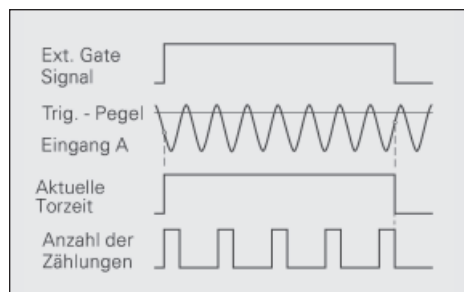 Ext. Gate
Signal
Trig. - Pegel
Eingang A
Aktuelle
Torzeit
Anzahl der
Zählungen